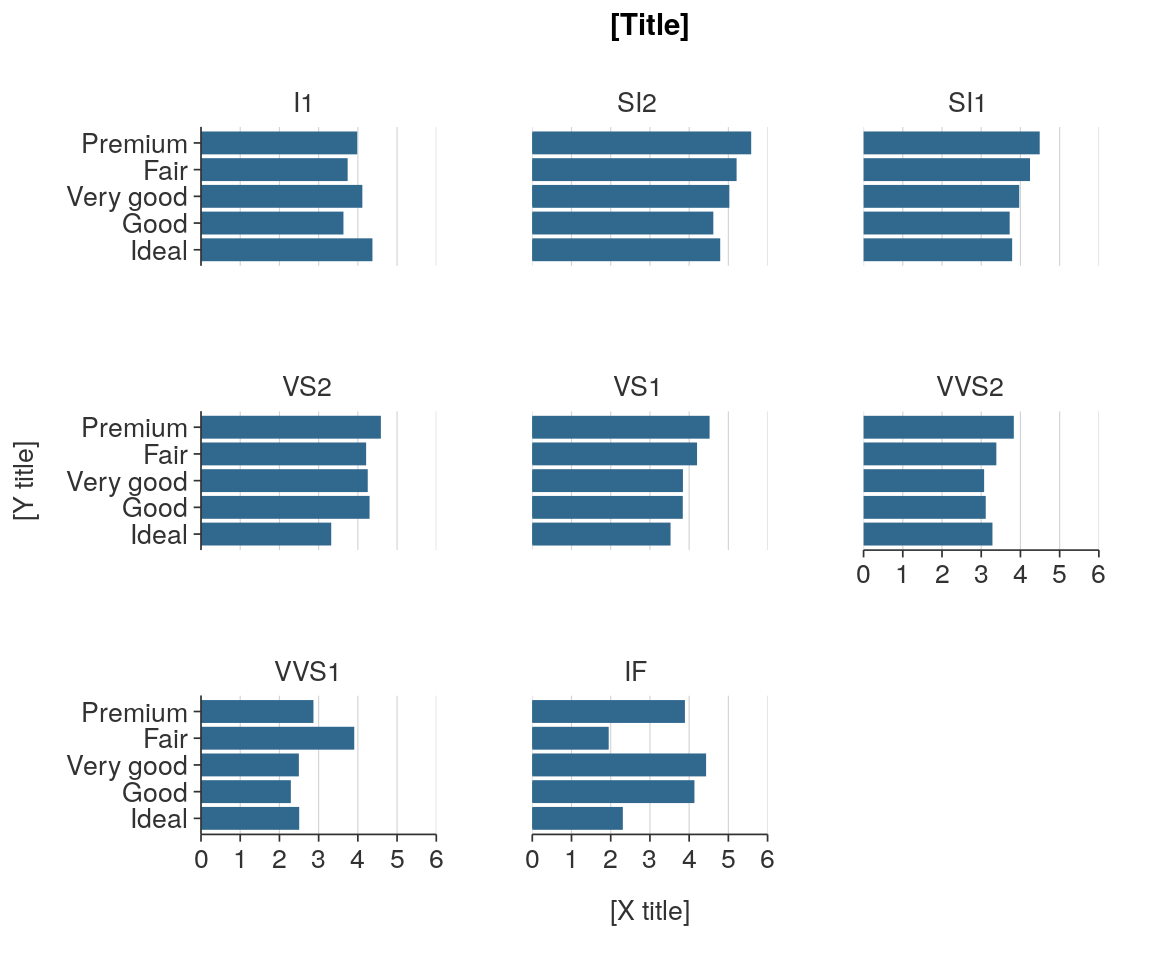 [Title]
I1
SI2
SI1
Premium
Fair
Very good
Good
Ideal
VS2
VS1
VVS2
Premium
Fair
Very good
Good
Ideal
0 1 2 3 4 5 6
[Y title]
VVS1
IF
Premium
Fair
Very good
Good
Ideal
0 1 2 3 4 5 6
0 1 2 3 4 5 6
[X title]